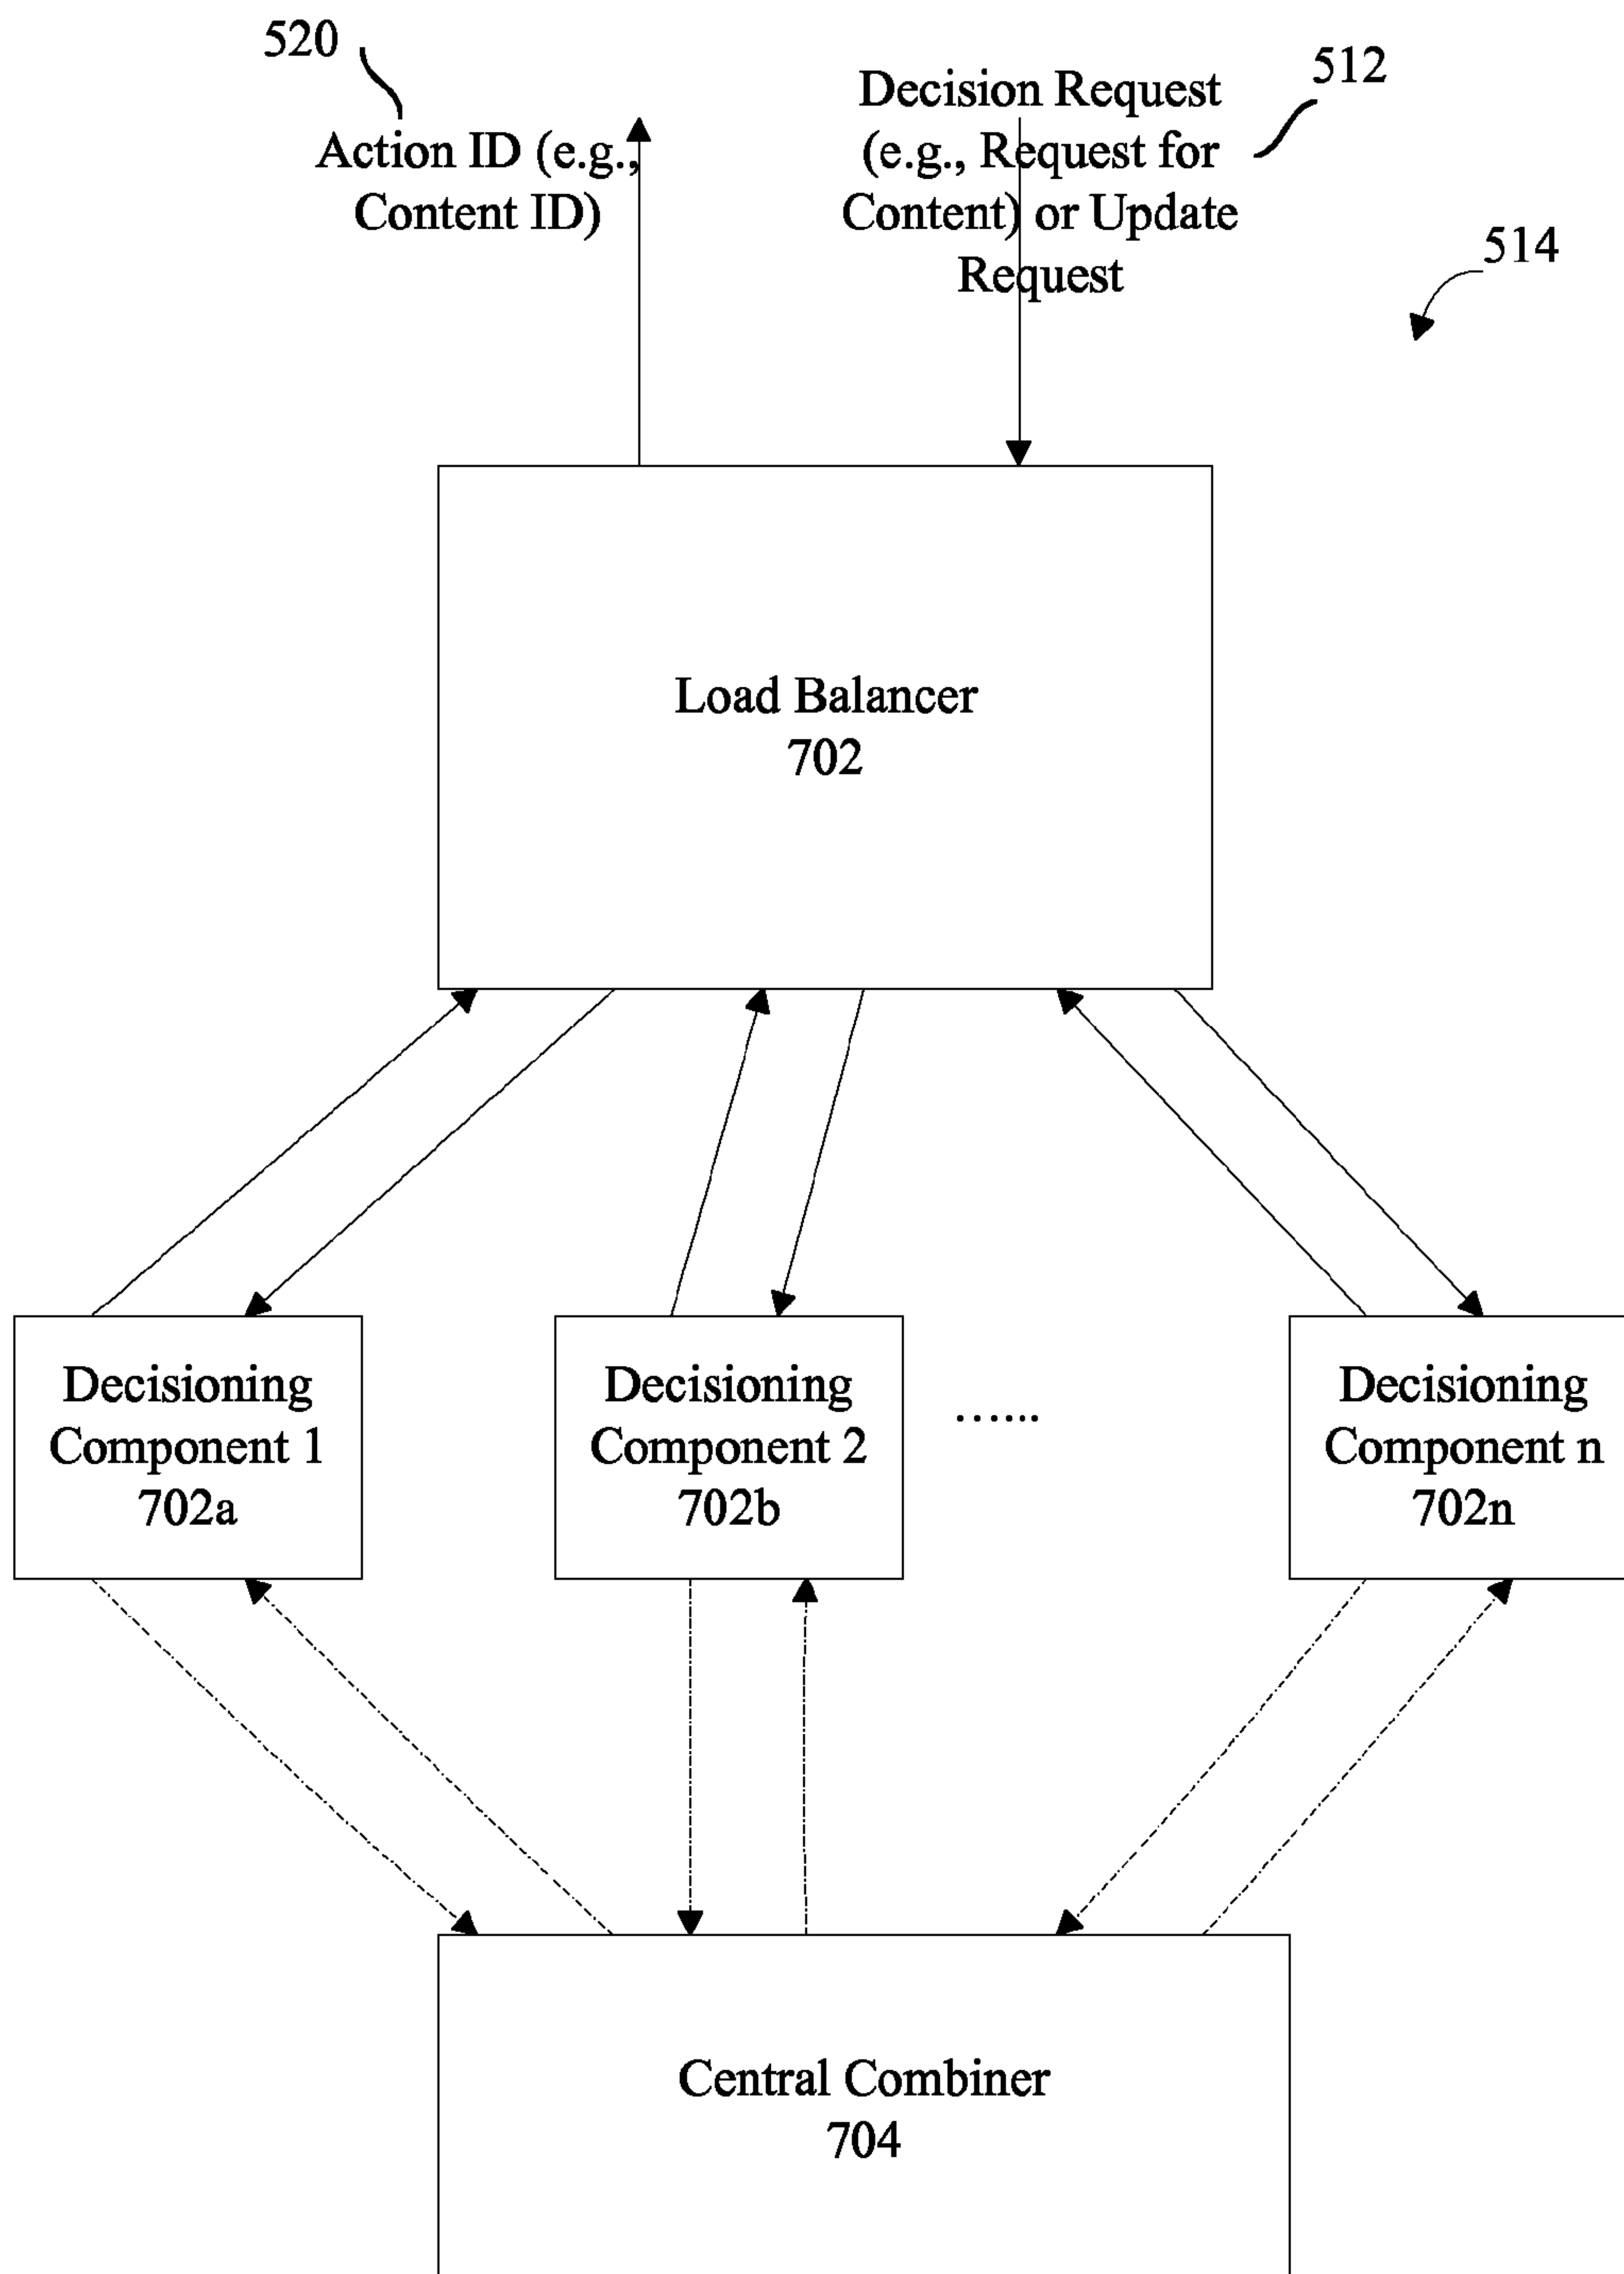 520
Action ID (e.g.,
Content ID)
512
Decision Request
(e.g., Request for
Content) or Update
Request
514
Load Balancer
702
Decisioning
Component 1
702a
Decisioning
Component 2
702b
......
Decisioning
Component n
702n
Central Combiner
704